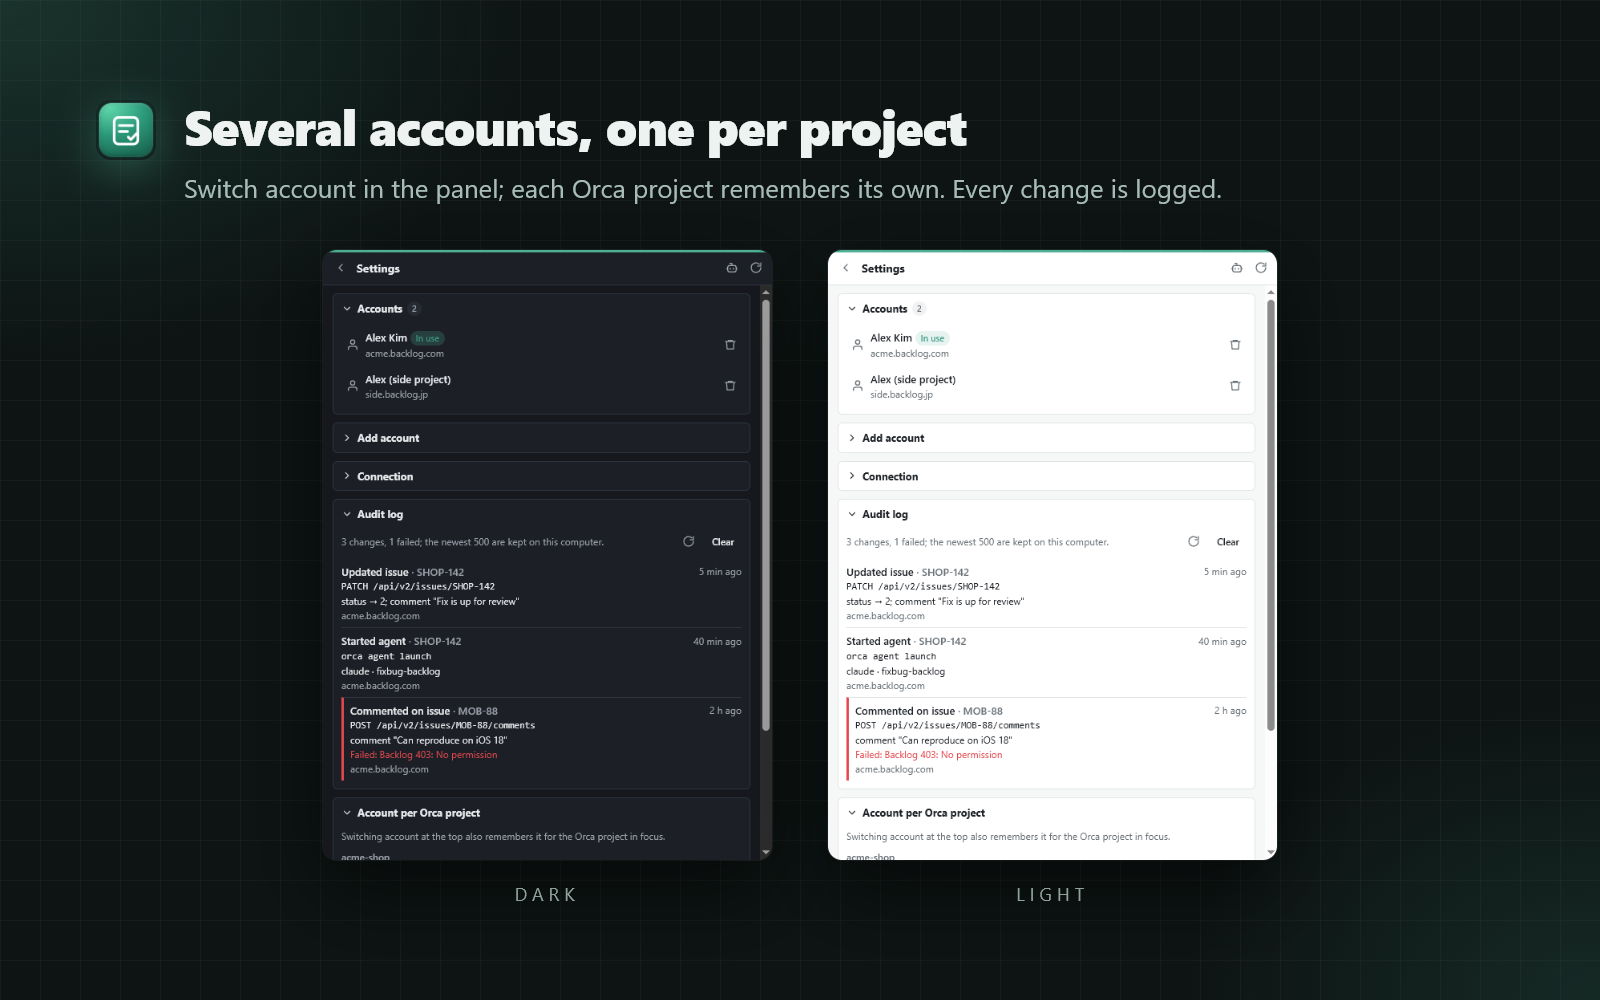 Several accounts, one per project
Switch account in the panel; each Orca project remembers its own. Every change is logged.
Settings
Accounts 2
Alex Kim In use
acme.backlog.com
Alex (side project)
side.backlog.jp
Add account
Connection
Audit log
3 changes, 1 failed; the newest 500 are kept on this computer. Clear
Updated issue · SHOP-142 5 min ago
PATCH /api/v2/issues/SHOP-142
status → 2; comment "Fix is up for review"
acme.backlog.com
Started agent · SHOP-142 40 min ago
orca agent launch
claude · fixbug-backlog
acme.backlog.com
Commented on issue · MOB-88 2 h ago
POST /api/v2/issues/MOB-88/comments
comment "Can reproduce on iOS 18"
Failed: Backlog 403: No permission
acme.backlog.com
Account per Orca project
Switching account at the top also remembers it for the Orca project in focus.
acme-shop
DARK
Settings
Accounts 2
Alex Kim In use
acme.backlog.com
Alex (side project)
side.backlog.jp
Add account
Connection
Audit log
3 changes, 1 failed; the newest 500 are kept on this computer. Clear
Updated issue · SHOP-142 5 min ago
PATCH /api/v2/issues/SHOP-142
status → 2; comment "Fix is up for review"
acme.backlog.com
Started agent · SHOP-142 40 min ago
orca agent launch
claude · fixbug-backlog
acme.backlog.com
Commented on issue · MOB-88 2 h ago
POST /api/v2/issues/MOB-88/comments
comment "Can reproduce on iOS 18"
Failed: Backlog 403: No permission
acme.backlog.com
Account per Orca project
Switching account at the top also remembers it for the Orca project in focus.
acme-shop
LIGHT